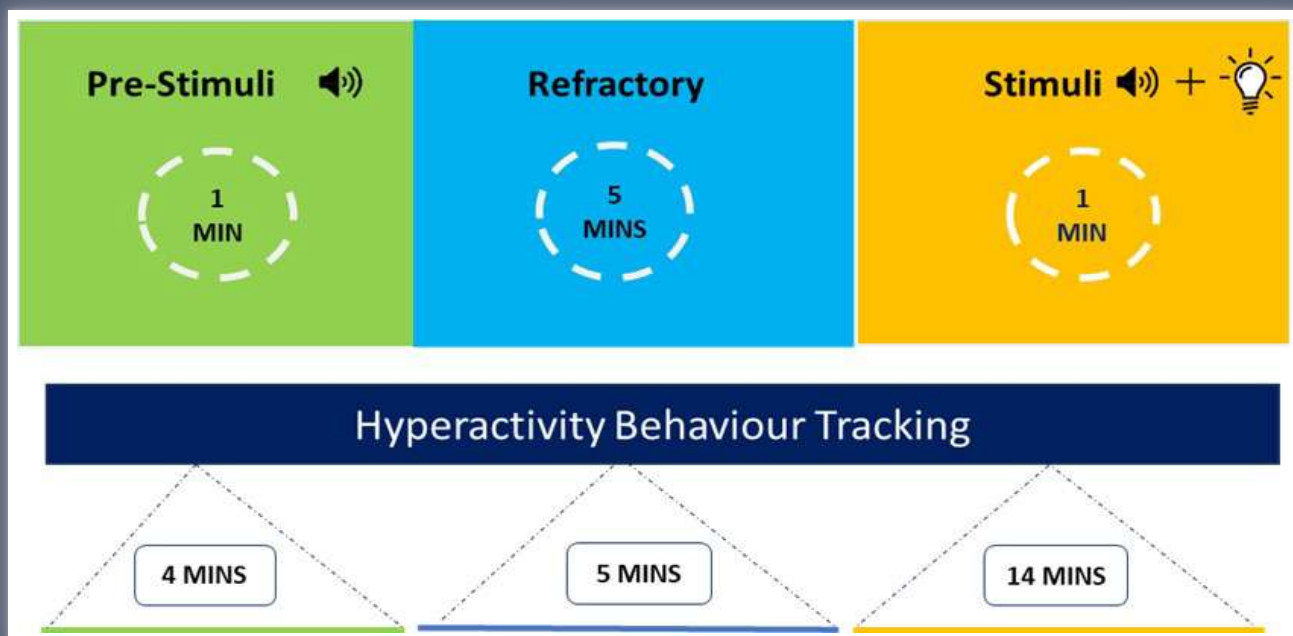 Pre-Stimuli
Refractory
Stimuli +
1
MIN
5
MINS
1
MIN
Hyperactivity Behaviour Tracking
4 MINS
5 MINS
14 MINS